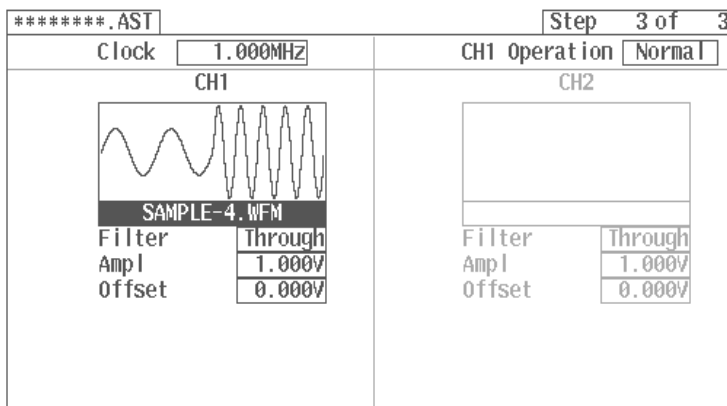 ********.AST Step 3 of 3
Clock 1.000MHz CH1 Operation Normal
CH1 CH2
SAMPLE-4.WFM
Filter Through Filter Through
Ampl 1.000V Ampl 1.000V
Offset 0.000V Offset 0.000V